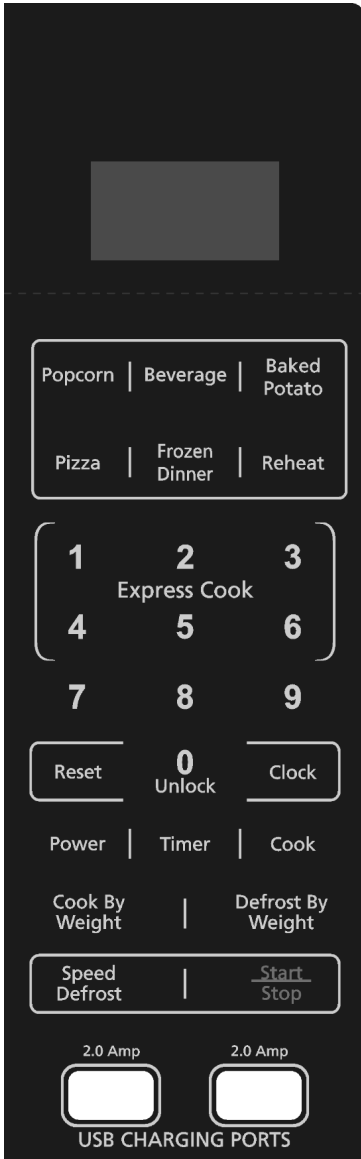 Popcorn | Beverage | Baked Potato
Pizza | Frozen Dinner | Reheat
1 2 3
Express Cook
4 5 6
7 8 9
Reset 0 Unlock Clock
Power | Timer | Cook
Cook By Weight | Defrost By Weight
Speed Defrost | Start Stop
2.0 Amp 2.0 Amp
USB CHARGING PORTS